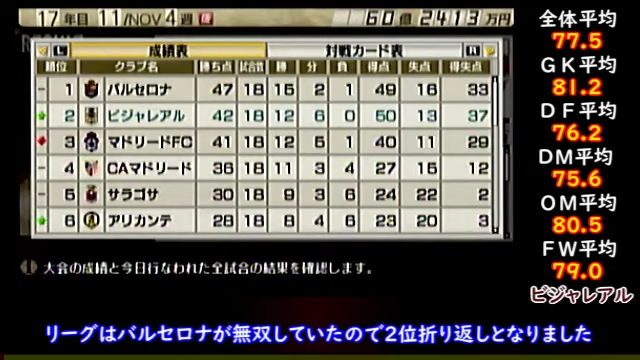 17年目 11/NOV 4週
60億2413万円
成績表 対戦カード表
順位 クラブ名 勝ち点 試合数 勝 分 負 得点 失点 得失点
- 1 バルセロナ 47 18 15 2 1 49 16 33
2 ビジャレアル 42 18 12 6 0 50 13 37
3 マドリードFC 41 18 12 5 1 40 11 29
- 4 CAマドリード 36 18 11 3 4 27 15 12
- 5 サラゴサ 30 18 9 3 6 24 22 2
6 アリカンテ 28 18 8 4 6 23 20 3
大会の成績と今日行なわれた全試合の結果を確認します。
全体平均
77.5
GK平均
81.2
DF平均
76.2
DM平均
75.6
OM平均
80.5
FW平均
79.0
ビジャレアル
リーグはバルセロナが無双していたので2位折り返しとなりました